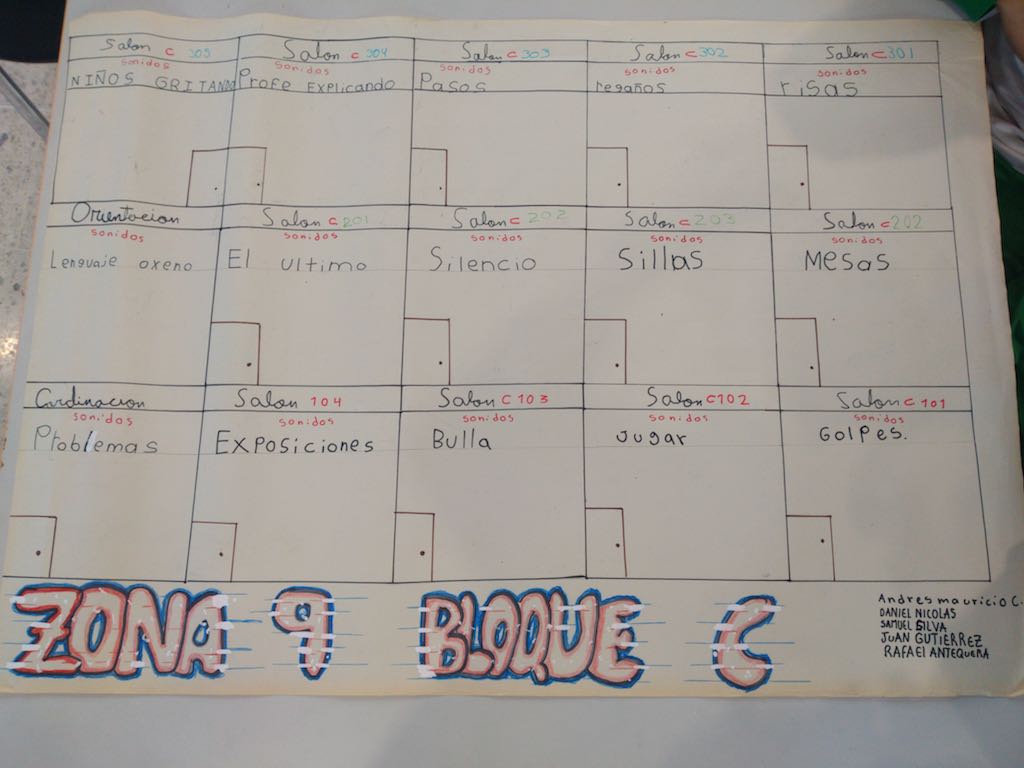 Salon C 305 Salon C 304 Salon C 303 Salon C 302 Salon C 301
sonidos sonidos sonidos sonidos sonidos
NIÑOS GRITANDO Profe EXPlicando Pasos regaños risas
Orientacion Salon C 201 Salon C 202 Salon C 203 Salon C 202
sonidos sonidos sonidos sonidos sonidos
Lenguaje oxeno El ultimo Silencio Sillas Mesas
Cordinacion Salon 104 Salon C 103 Salon C102 Salon C 101
sonidos sonidos sonidos sonidos sonidos
Problemas EXPOSiciones Bulla Jugar GOlPes.
ZONA 9 BLOQUE C
Andres mauricio C.
DANIEL NICOLAS
SAMUEL SILVA
JUAN GUTIÉRREZ
RAFAEl ANTEQUERA